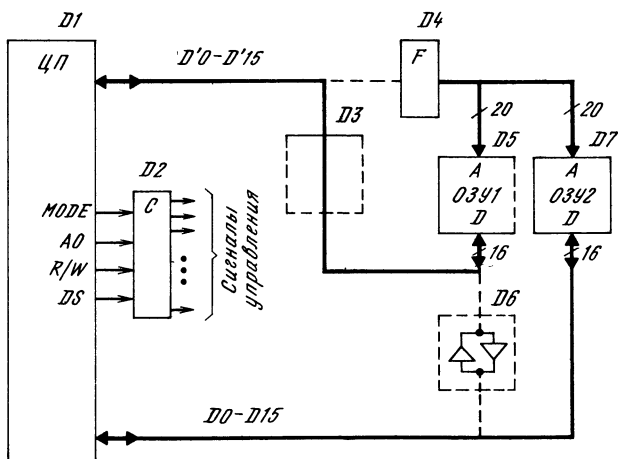 D1
ЦП
D'0–D'15
D4
F
D3
20
20
D5
D7
A
ОЗУ1
D
A
ОЗУ2
D
16
16
D2
C
MODE
A0
R/W
DS
Сигналы
управления
D6
D0–D15